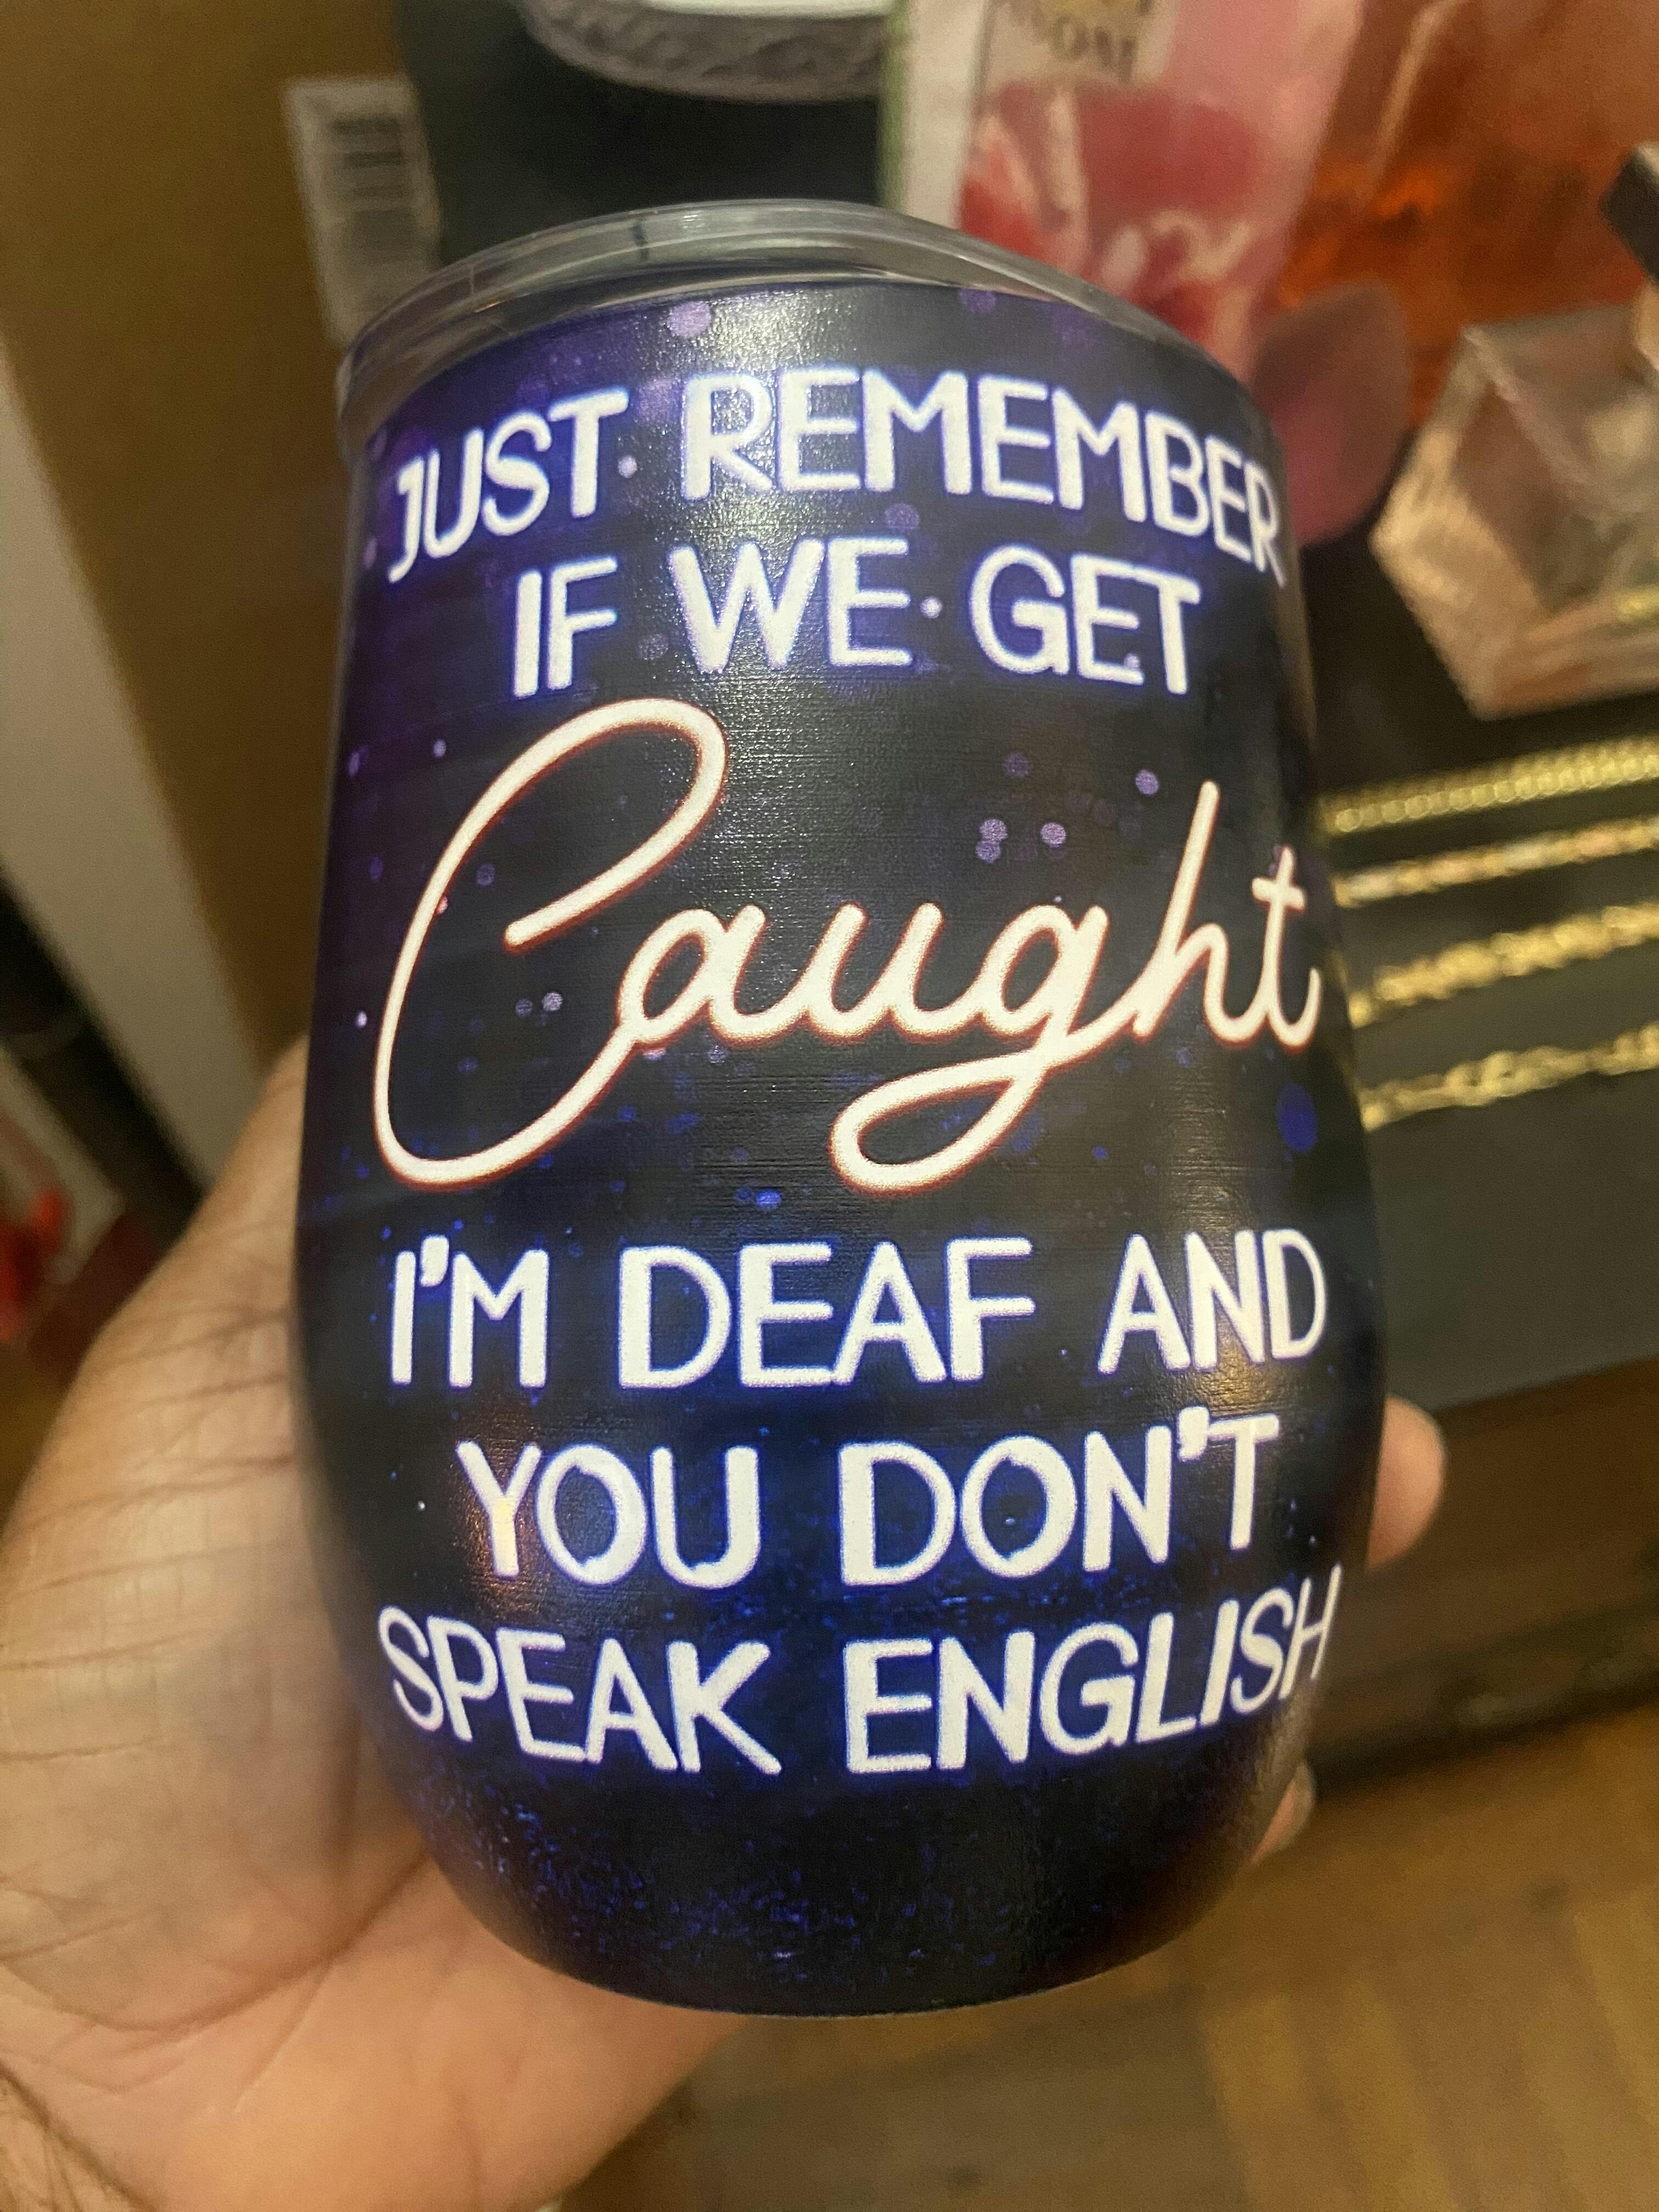 JUST REMEMBER
IF WE GET
Caught
I'M DEAF AND
YOU DON'T
SPEAK ENGLISH